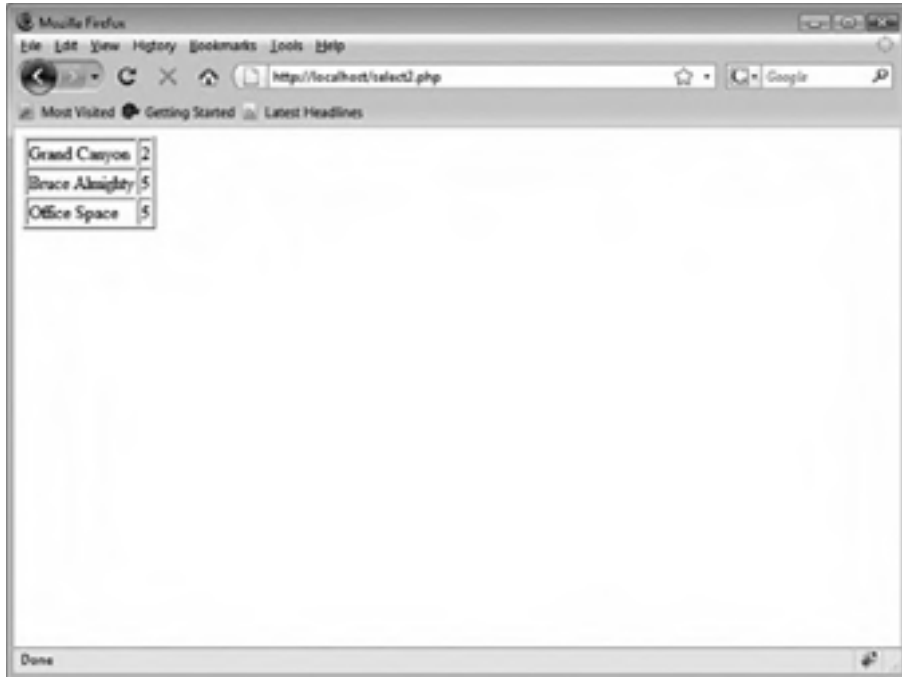 Mozilla Firefox
File Edit View History Bookmarks Tools Help
http://localhost/select2.php Google
Most Visited Getting Started Latest Headlines
Grand Canyon 2
Bruce Almighty 5
Office Space 5
Done